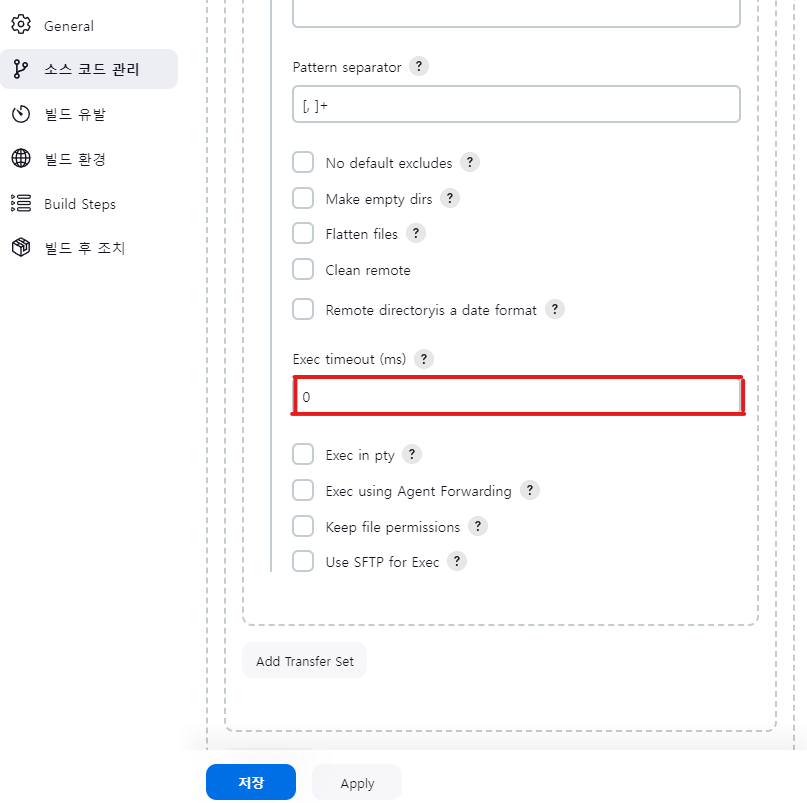 General
소스 코드 관리
빌드 유발
빌드 환경
Build Steps
빌드 후 조치
Pattern separator ?
[, ]+
No default excludes ?
Make empty dirs ?
Flatten files ?
Clean remote
Remote directoryis a date format ?
Exec timeout (ms) ?
0
Exec in pty ?
Exec using Agent Forwarding ?
Keep file permissions ?
Use SFTP for Exec ?
Add Transfer Set
저장
Apply